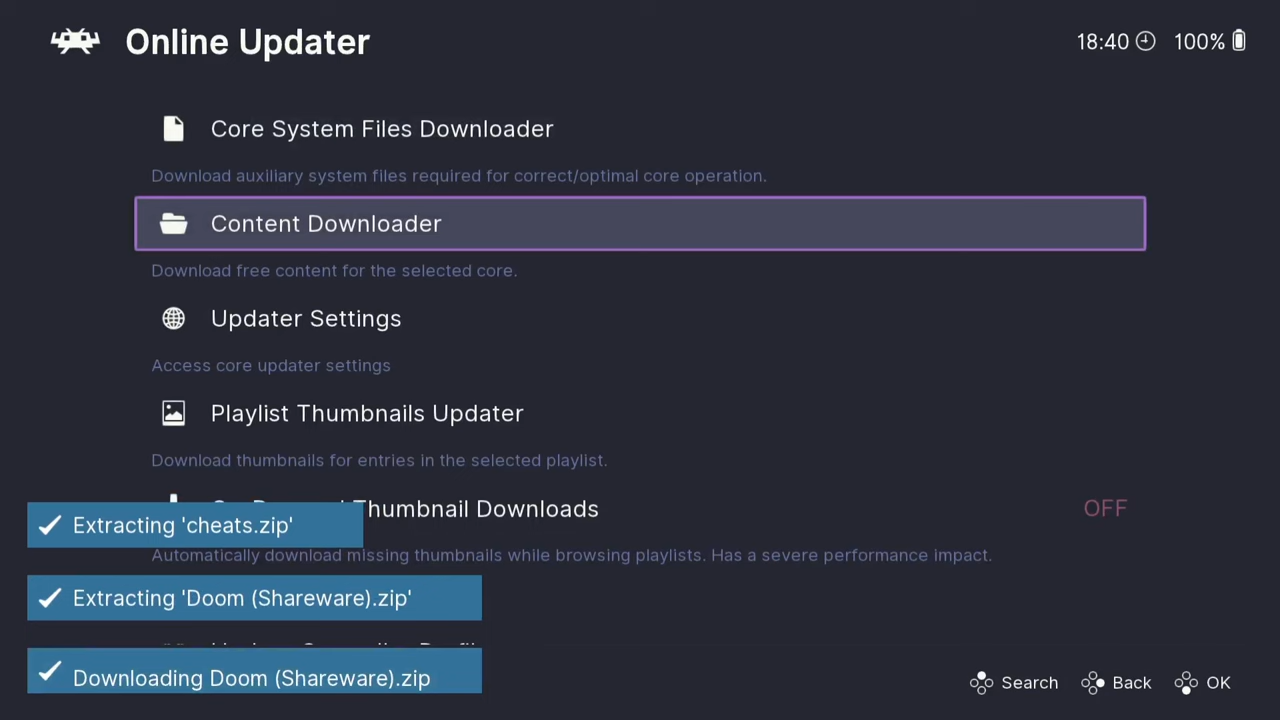 Online Updater
18:40
100%
Core System Files Downloader
Download auxiliary system files required for correct/optimal core operation.
Content Downloader
Download free content for the selected core.
Updater Settings
Access core updater settings
Playlist Thumbnails Updater
Download thumbnails for entries in the selected playlist.
Thumbnail Downloads OFF
Extracting 'cheats.zip'
Automatically download missing thumbnails while browsing playlists. Has a severe performance impact.
Extracting 'Doom (Shareware).zip'
Downloading Doom (Shareware).zip
Search Back OK